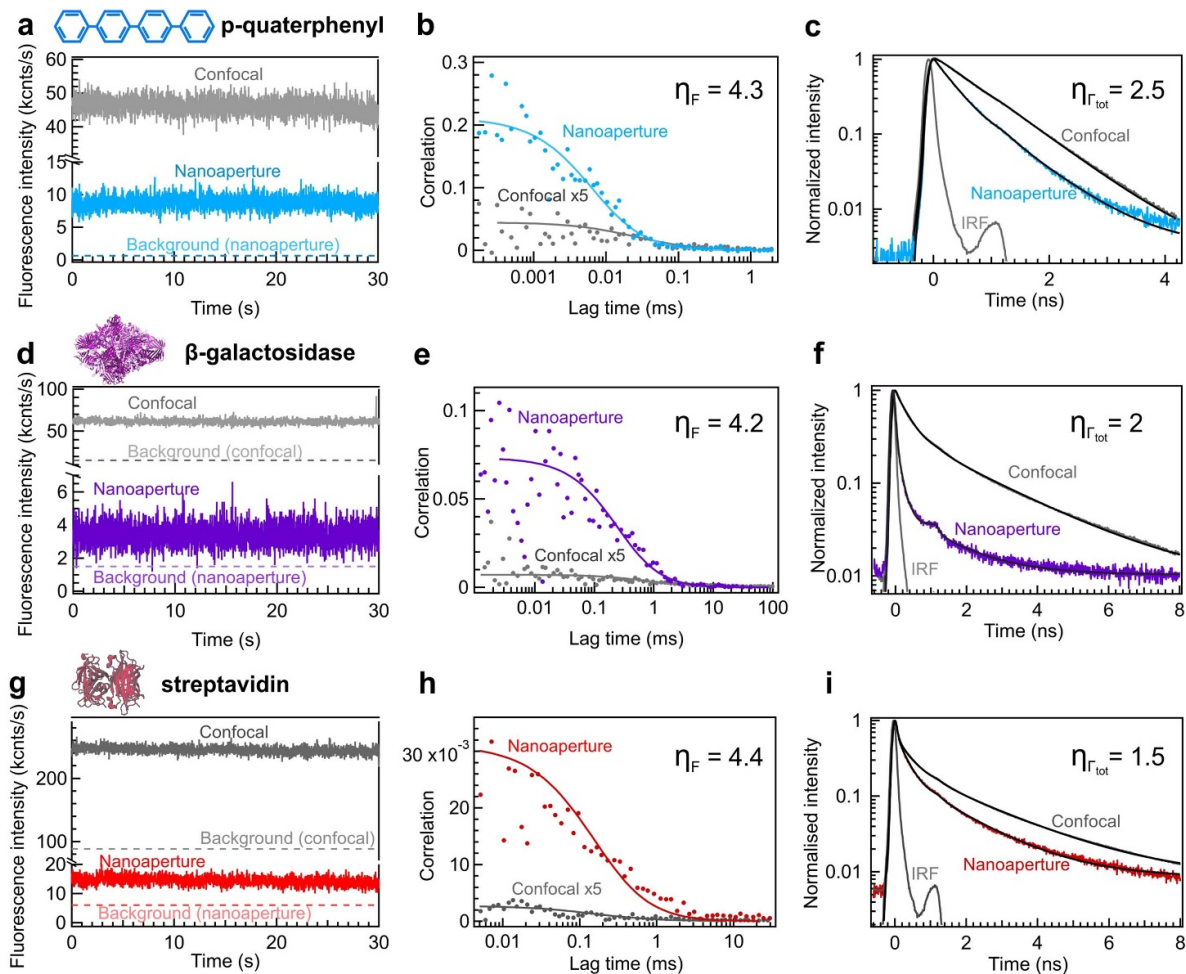 a p-quaterphenyl
Fluorescence intensity (kcnts/s)
60
50
40
15
10
5
0
Confocal
Nanoaperture
Background (nanoaperture)
0 10 20 30
Time (s)
b
Correlation
0.3
0.2
0.1
0
ηF = 4.3
Nanoaperture
Confocal x5
0.001 0.01 0.1 1
Lag time (ms)
c
Normalized intensity
1
0.1
0.01
ηΓtot = 2.5
Confocal
Nanoaperture
IRF
0 2 4
Time (ns)
d β-galactosidase
Fluorescence intensity (kcnts/s)
100
50
6
4
2
0
Confocal
Background (confocal)
Nanoaperture
Background (nanoaperture)
0 10 20 30
Time (s)
e
Correlation
0.1
0.05
0
ηF = 4.2
Nanoaperture
Confocal x5
0.01 0.1 1 10 100
Lag time (ms)
f
Normalized intensity
1
0.1
0.01
ηΓtot = 2
Confocal
Nanoaperture
IRF
0 2 4 6 8
Time (ns)
g streptavidin
Fluorescence intensity (kcnts/s)
200
100
20
10
0
Confocal
Background (confocal)
Nanoaperture
Background (nanoaperture)
0 10 20 30
Time (s)
h
Correlation
30 x10-3
20
10
0
ηF = 4.4
Nanoaperture
Confocal x5
0.01 0.1 1 10
Lag time (ms)
i
Normalised intensity
1
0.1
0.01
ηΓtot = 1.5
Confocal
Nanoaperture
IRF
0 2 4 6 8
Time (ns)